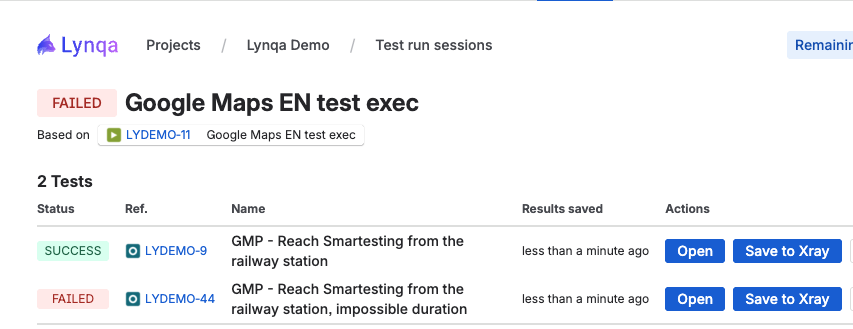 Lynqa Projects / Lynqa Demo / Test run sessions
FAILED Google Maps EN test exec
Based on LYDEMO-11 Google Maps EN test exec
2 Tests
Status Ref. Name Results saved Actions
SUCCESS LYDEMO-9 GMP - Reach Smartesting from the railway station less than a minute ago Open Save to Xray
FAILED LYDEMO-44 GMP - Reach Smartesting from the railway station, impossible duration less than a minute ago Open Save to Xray